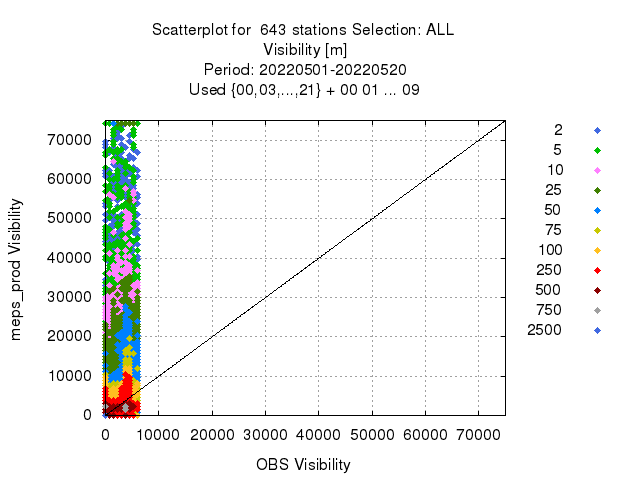 Scatterplot for 643 stations Selection: ALL
Visibility [m]
Period: 20220501-20220520
Used {00,03,...,21} + 00 01 ... 09
meps_prod Visibility
70000
60000
50000
40000
30000
20000
10000
0
0 10000 20000 30000 40000 50000 60000 70000
OBS Visibility
2
5
10
25
50
75
100
250
500
750
2500